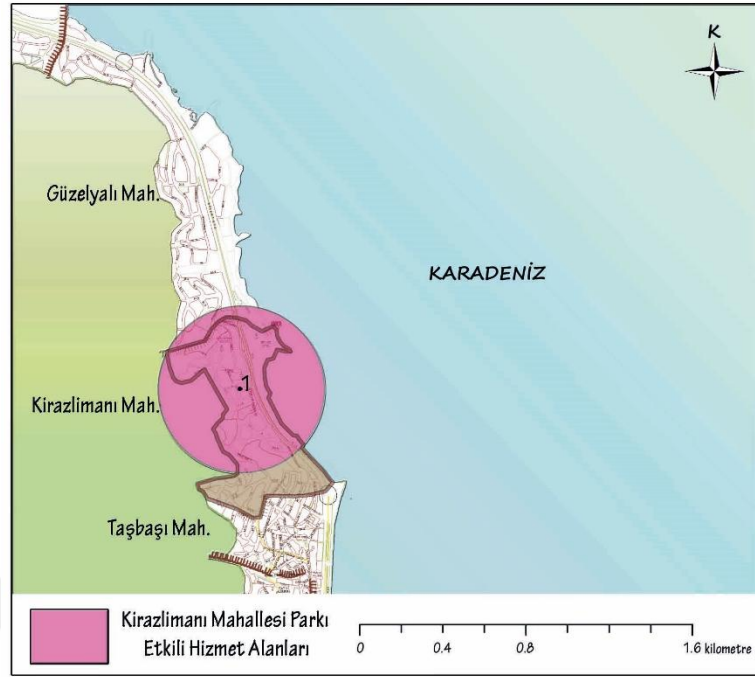 K
Güzelyalı Mah.
KARADENİZ
1
Kirazlimanı Mah.
Taşbaşı Mah.
Kirazlimanı Mahallesi Parkı
Etkili Hizmet Alanları
0 0.4 0.8 1.6 kilometre